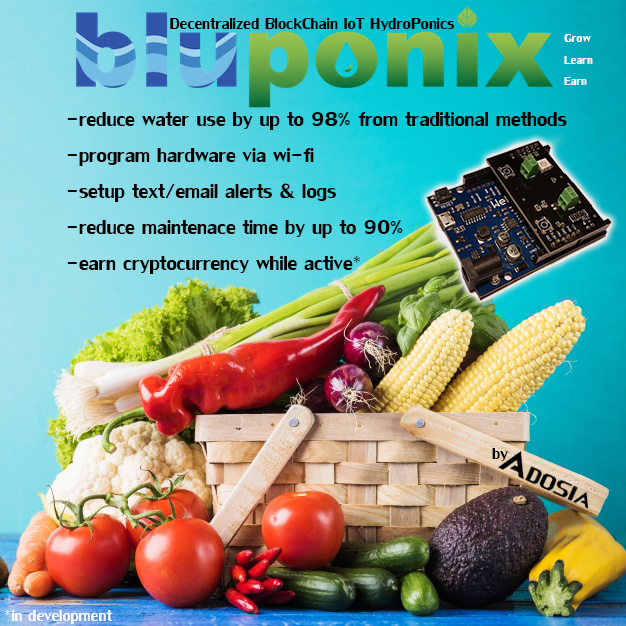 Decentralized BlockChain IoT HydroPonics
bluponix
Grow
Learn
Earn
-reduce water use by up to 98% from traditional methods
-program hardware via wi-fi
-setup text/email alerts & logs
-reduce maintenace time by up to 90%
-earn cryptocurrency while active*
by ADOSIA
*in development